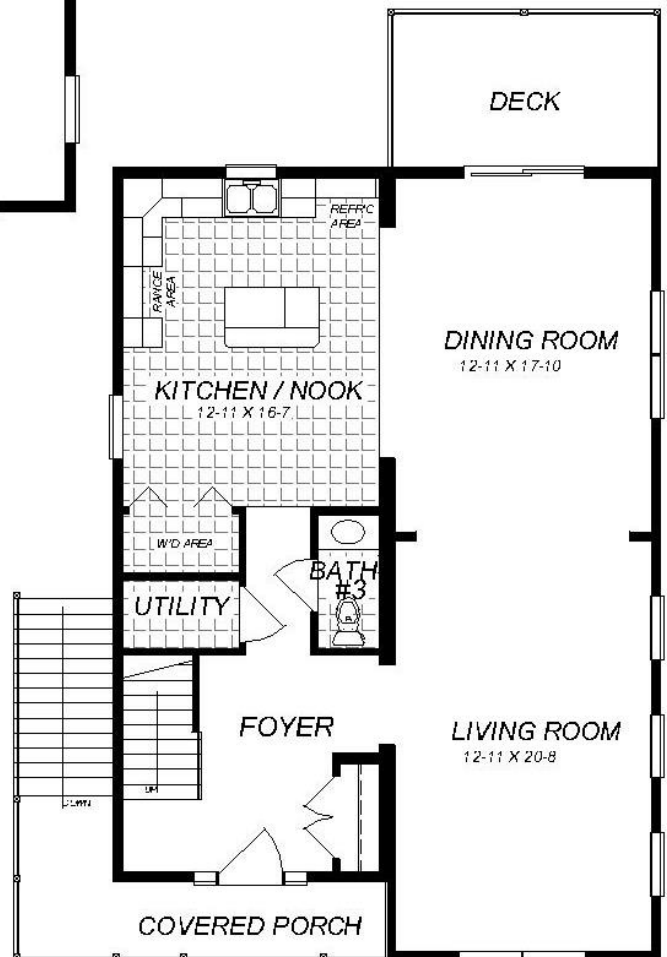 DECK
REFR'G
AREA
RANGE
AREA
DINING ROOM
12-11 X 17-10
KITCHEN / NOOK
12-11 X 16-7
W/D AREA
BATH
#3
UTILITY
FOYER
LIVING ROOM
12-11 X 20-8
UP
DOWN
COVERED PORCH